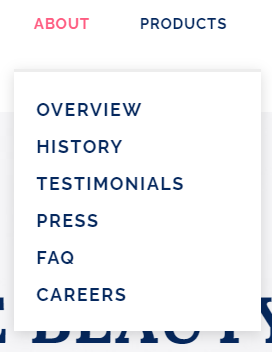 ABOUT PRODUCTS
OVERVIEW
HISTORY
TESTIMONIALS
PRESS
FAQ
CAREERS